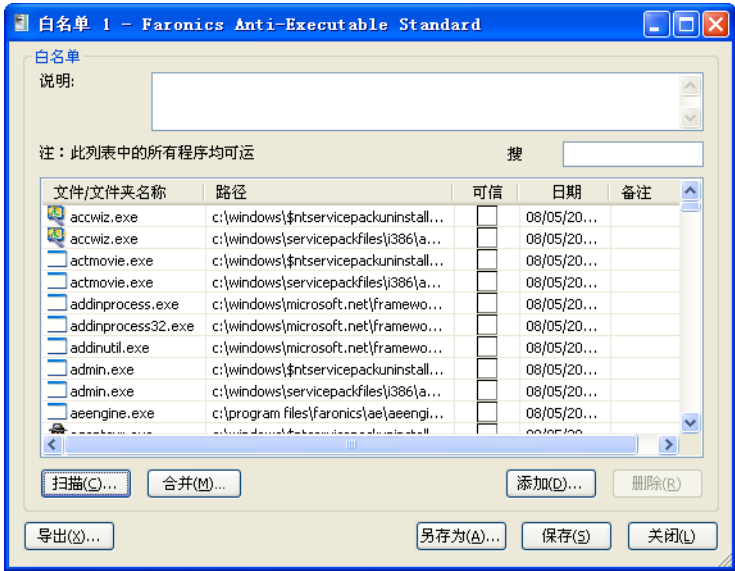 白名单 1 - Faronics Anti-Executable Standard
白名单
说明:
注：此列表中的所有程序均可运 搜
文件/文件夹名称 路径 可信 日期 备注
accwiz.exe c:\windows\$ntservicepackuninstall... 08/05/20...
accwiz.exe c:\windows\servicepackfiles\i386\a... 08/05/20...
actmovie.exe c:\windows\$ntservicepackuninstall... 08/05/20...
actmovie.exe c:\windows\servicepackfiles\i386\a... 08/05/20...
addinprocess.exe c:\windows\microsoft.net\framewo... 08/05/20...
addinprocess32.exe c:\windows\microsoft.net\framewo... 08/05/20...
addinutil.exe c:\windows\microsoft.net\framewo... 08/05/20...
admin.exe c:\windows\$ntservicepackuninstall... 08/05/20...
admin.exe c:\windows\servicepackfiles\i386\a... 08/05/20...
aeengine.exe c:\program files\faronics\ae\aeengi... 08/05/20...
扫描(C)... 合并(M)... 添加(D)... 删除(R)
导出(X)... 另存为(A)... 保存(S) 关闭(L)